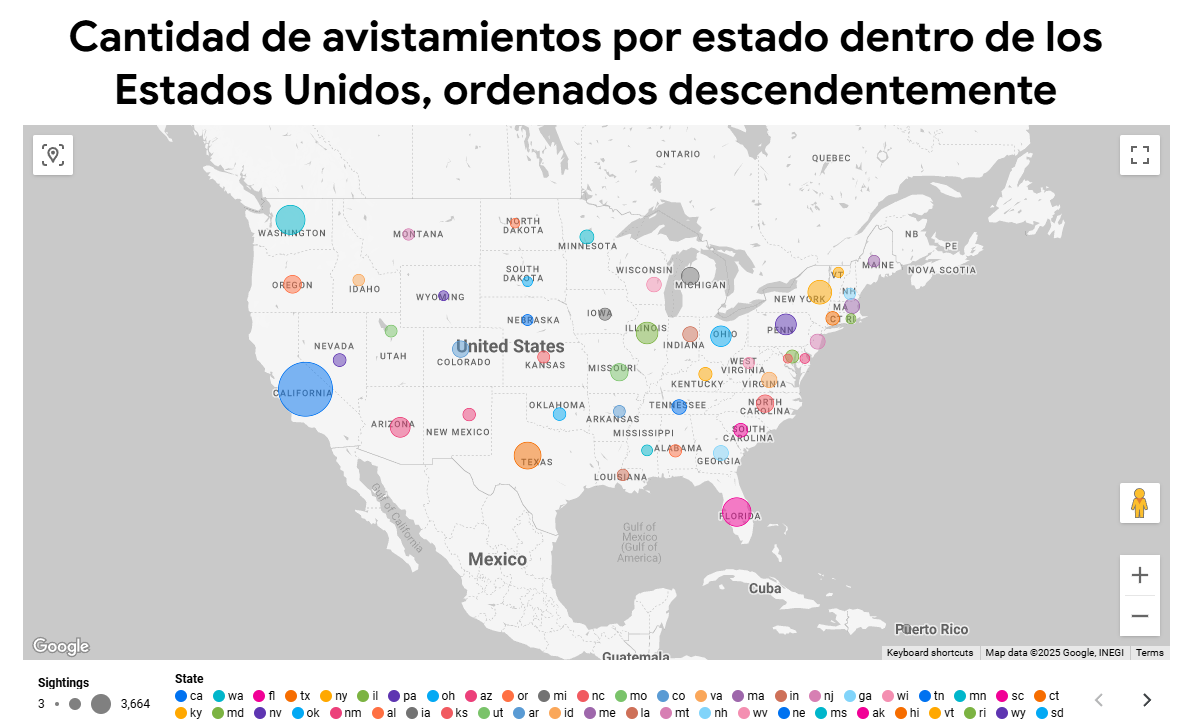 Cantidad de avistamientos por estado dentro de los
Estados Unidos, ordenados descendentemente
ONTARIO
QUEBEC
WASHINGTON
MONTANA
NORTH
DAKOTA
MINNESOTA
NB
PE
MAINE
NOVA SCOTIA
OREGON
IDAHO
SOUTH
DAKOTA
WISCONSIN
MICHIGAN
VT
NH
WYOMING
NEW YORK
MA
NEBRASKA
IOWA
CT RI
ILLINOIS
INDIANA
OHIO
PENN
NEVADA
UTAH
United States
COLORADO
KANSAS
MISSOURI
WEST
VIRGINIA
KENTUCKY
VIRGINIA
CALIFORNIA
OKLAHOMA
TENNESSEE
NORTH
CAROLINA
ARKANSAS
ARIZONA
NEW MEXICO
MISSISSIPPI
SOUTH
CAROLINA
ALABAMA
GEORGIA
TEXAS
LOUISIANA
Gulf of California
FLORIDA
Gulf of
Mexico
(Gulf of
America)
Mexico
Cuba
Puerto Rico
Guatemala
Google
Keyboard shortcuts
Map data ©2025 Google, INEGI
Terms
Sightings
3
3,664
State
ca wa fl tx ny il pa oh az or mi nc mo co va ma in nj ga wi tn mn sc ct
ky md nv ok nm al ia ks ut ar id me la mt nh wv ne ms ak hi vt ri wy sd